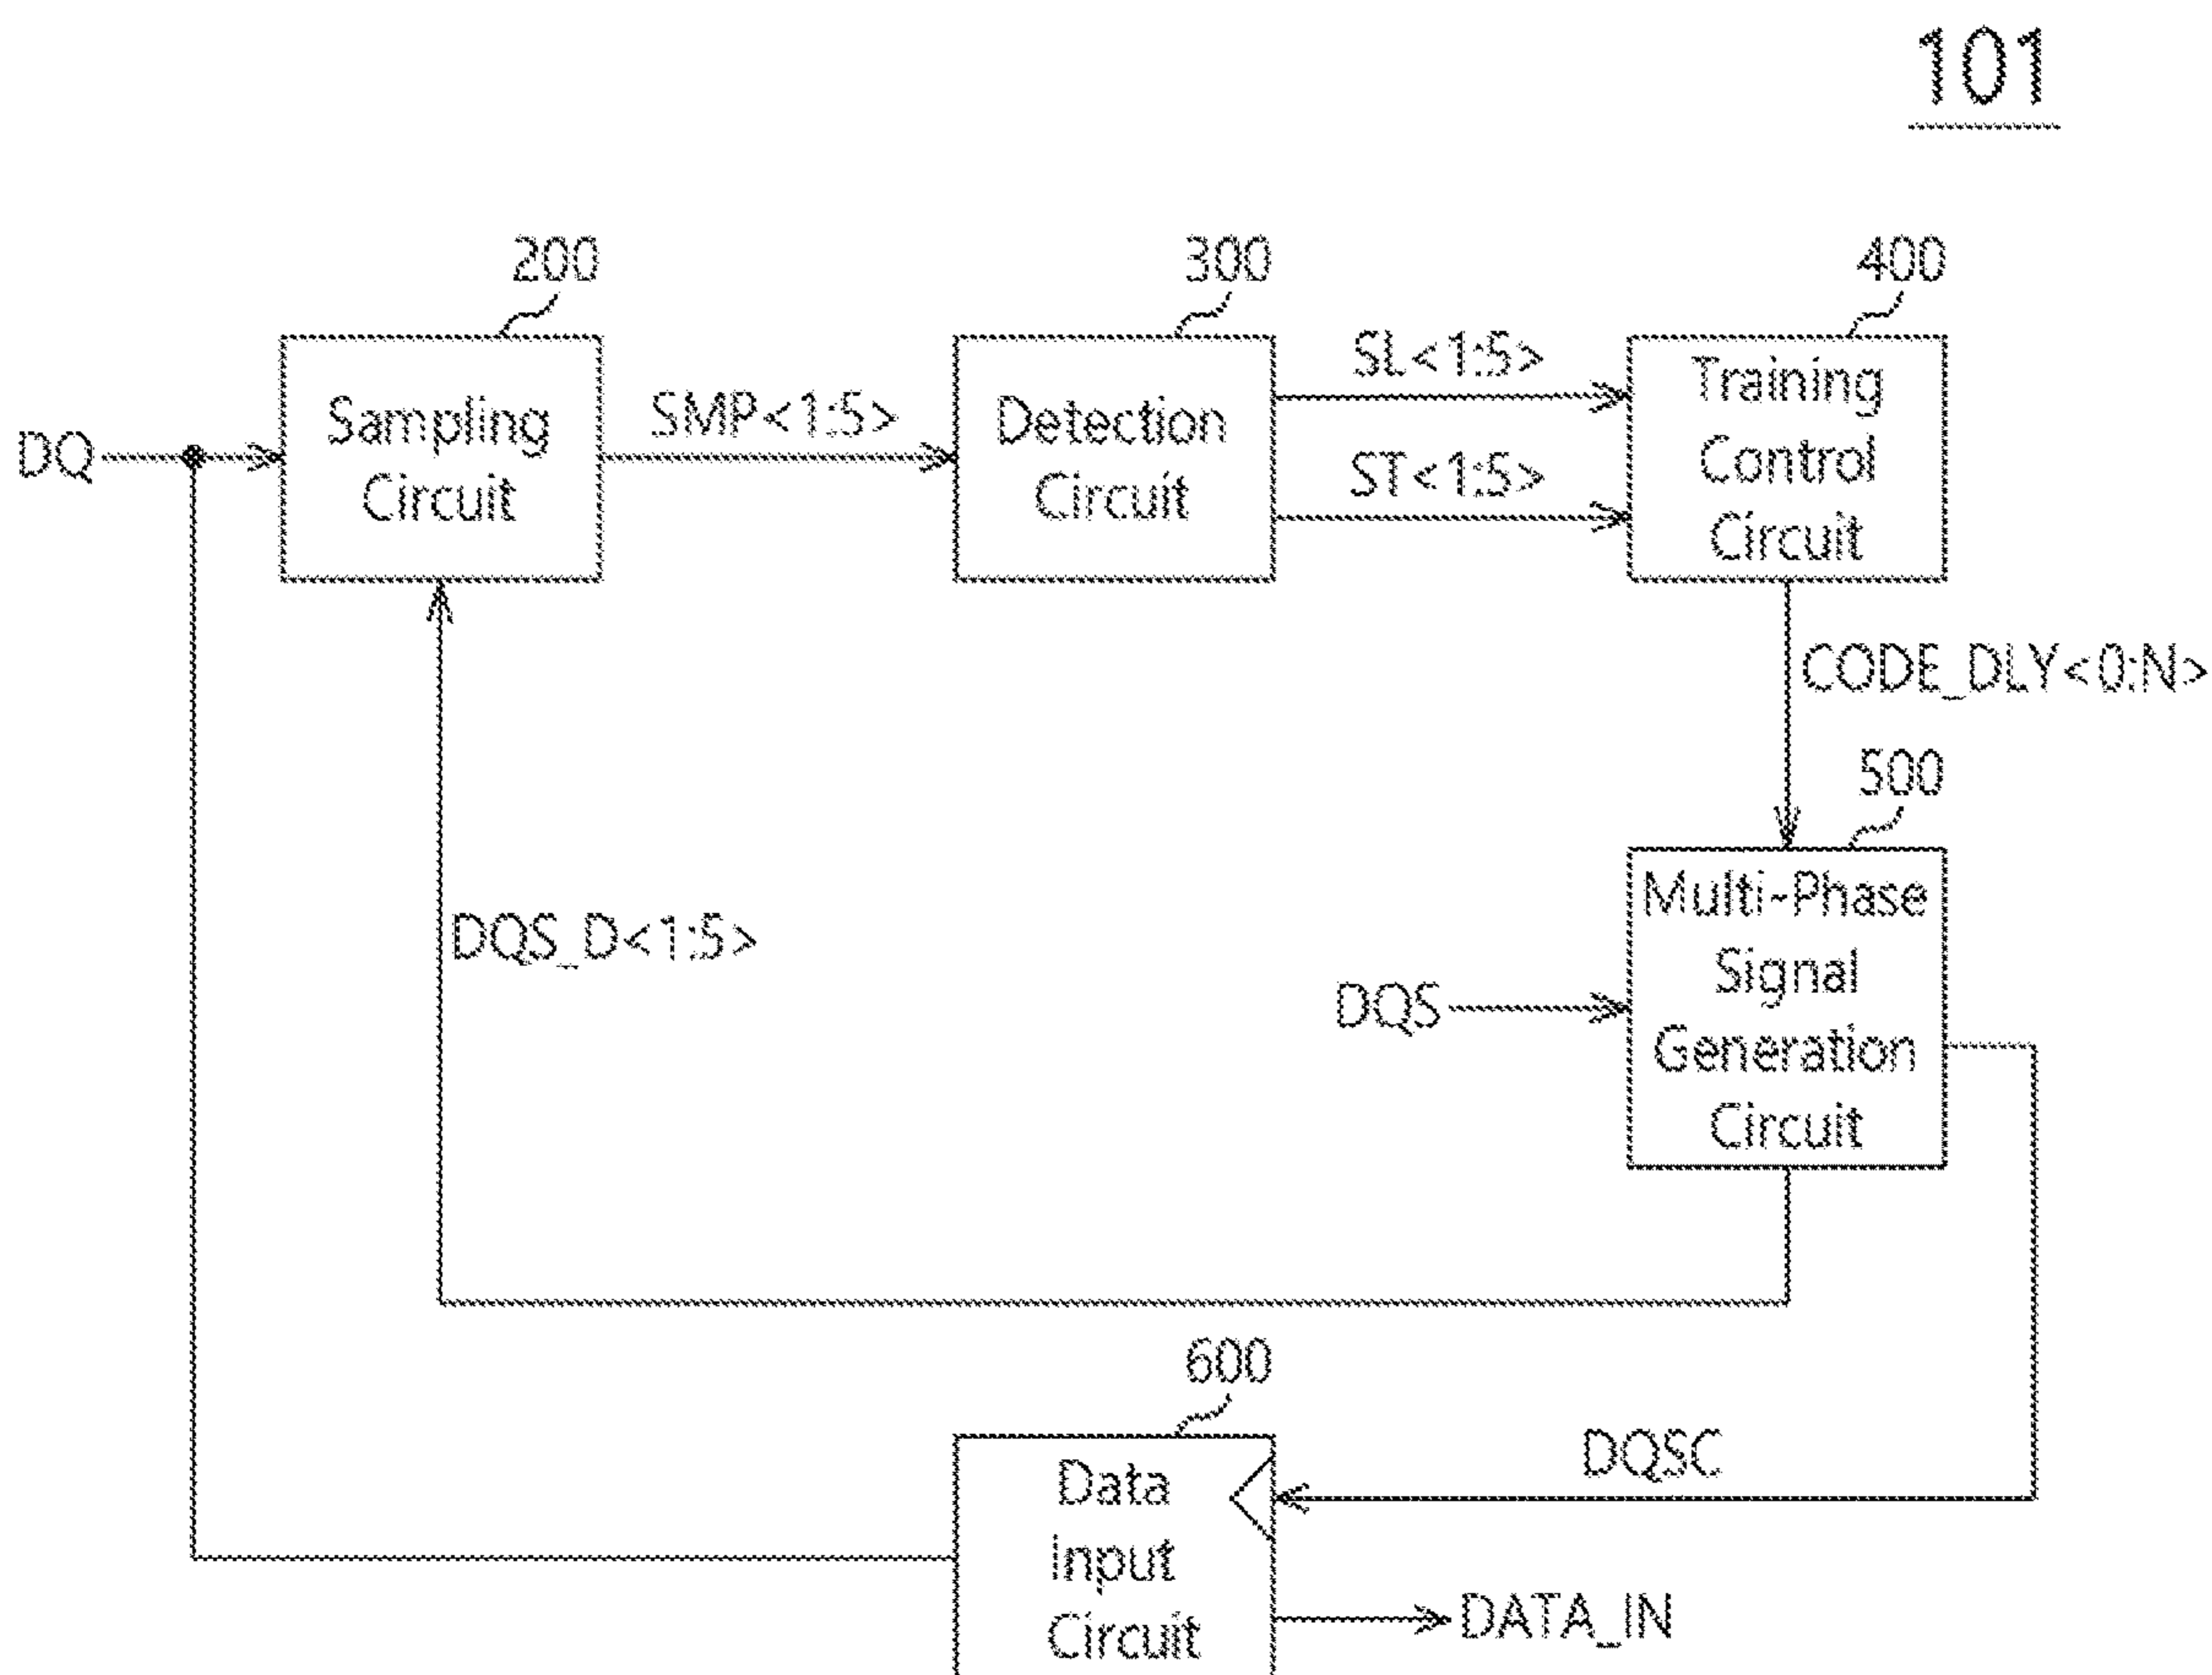 101
200
300
400
Sampling
Circuit
SMP<1:5>
Detection
Circuit
SL<1:5>
ST<1:5>
Training
Control
Circuit
DQ
CODE_DLY<0:N>
500
Multi-Phase
Signal
Generation
Circuit
DQS_D<1:5>
DQS
600
Data
Input
Circuit
DQSC
DATA_IN